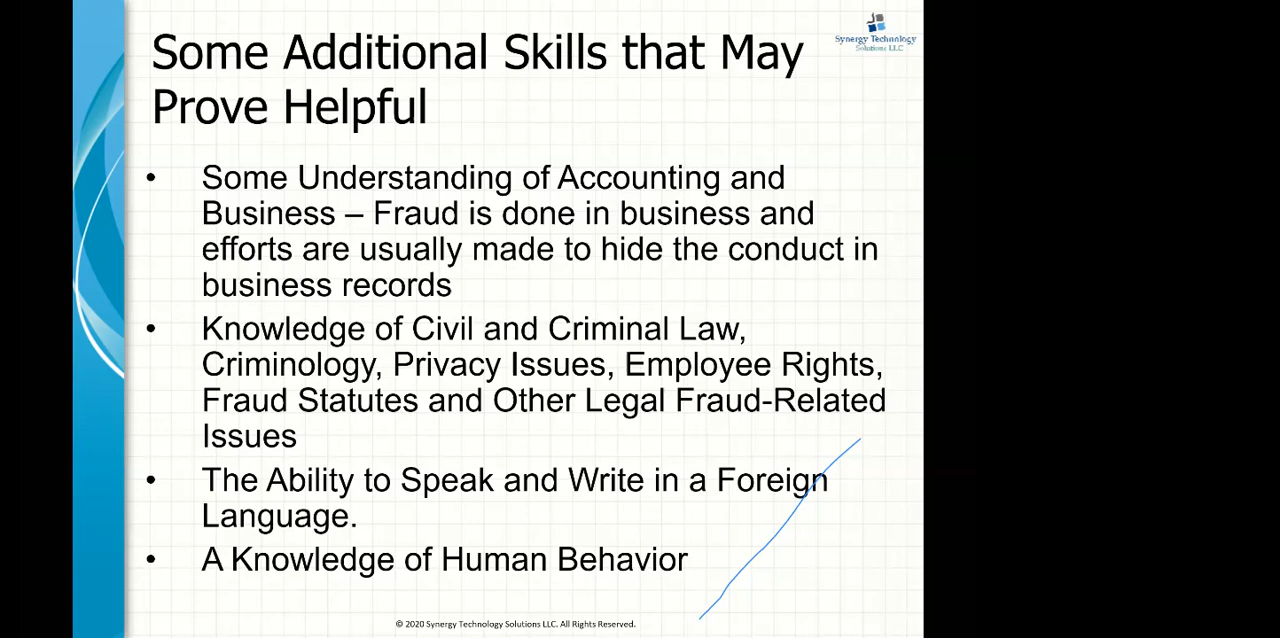 Synergy Technology
Solutions LLC
Some Additional Skills that May
Prove Helpful
• Some Understanding of Accounting and
Business – Fraud is done in business and
efforts are usually made to hide the conduct in
business records
• Knowledge of Civil and Criminal Law,
Criminology, Privacy Issues, Employee Rights,
Fraud Statutes and Other Legal Fraud-Related
Issues
• The Ability to Speak and Write in a Foreign
Language.
• A Knowledge of Human Behavior
© 2020 Synergy Technology Solutions LLC. All Rights Reserved.